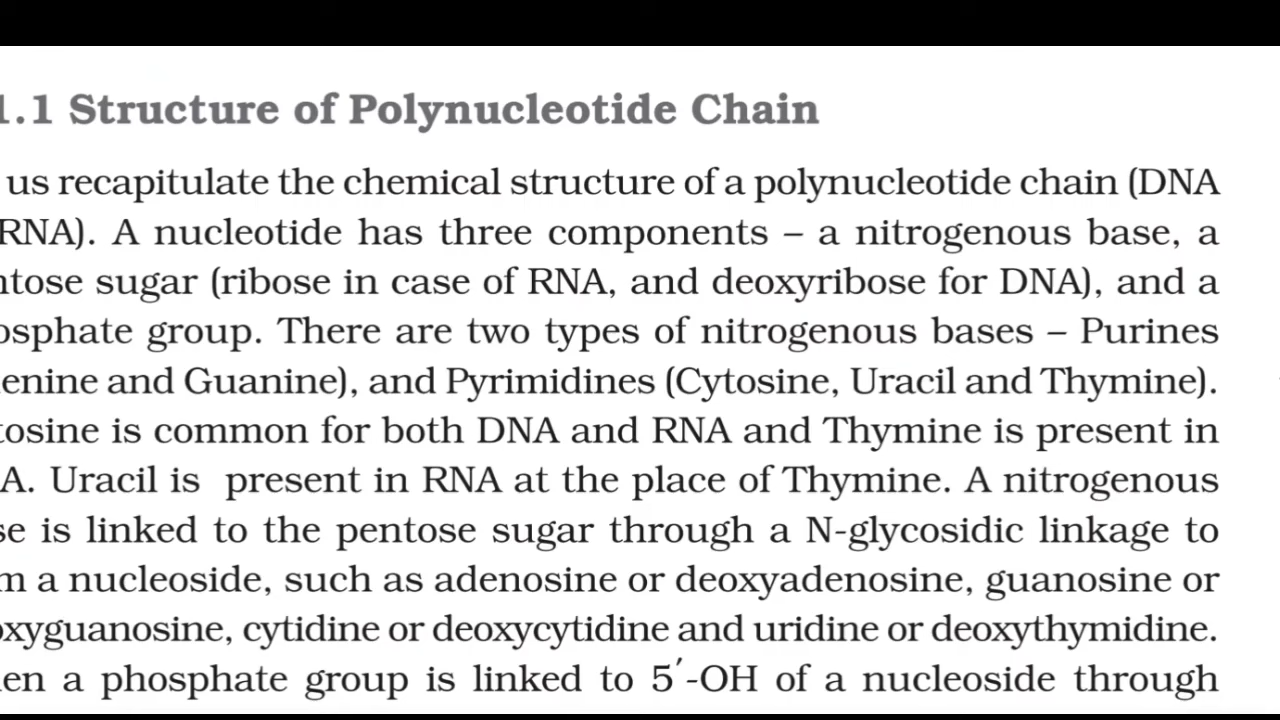 1.1 Structure of Polynucleotide Chain
us recapitulate the chemical structure of a polynucleotide chain (DNA
RNA). A nucleotide has three components – a nitrogenous base, a
ntose sugar (ribose in case of RNA, and deoxyribose for DNA), and a
osphate group. There are two types of nitrogenous bases – Purines
enine and Guanine), and Pyrimidines (Cytosine, Uracil and Thymine).
tosine is common for both DNA and RNA and Thymine is present in
A. Uracil is present in RNA at the place of Thymine. A nitrogenous
se is linked to the pentose sugar through a N-glycosidic linkage to
m a nucleoside, such as adenosine or deoxyadenosine, guanosine or
oxyguanosine, cytidine or deoxycytidine and uridine or deoxythymidine.
en a phosphate group is linked to 5′-OH of a nucleoside through